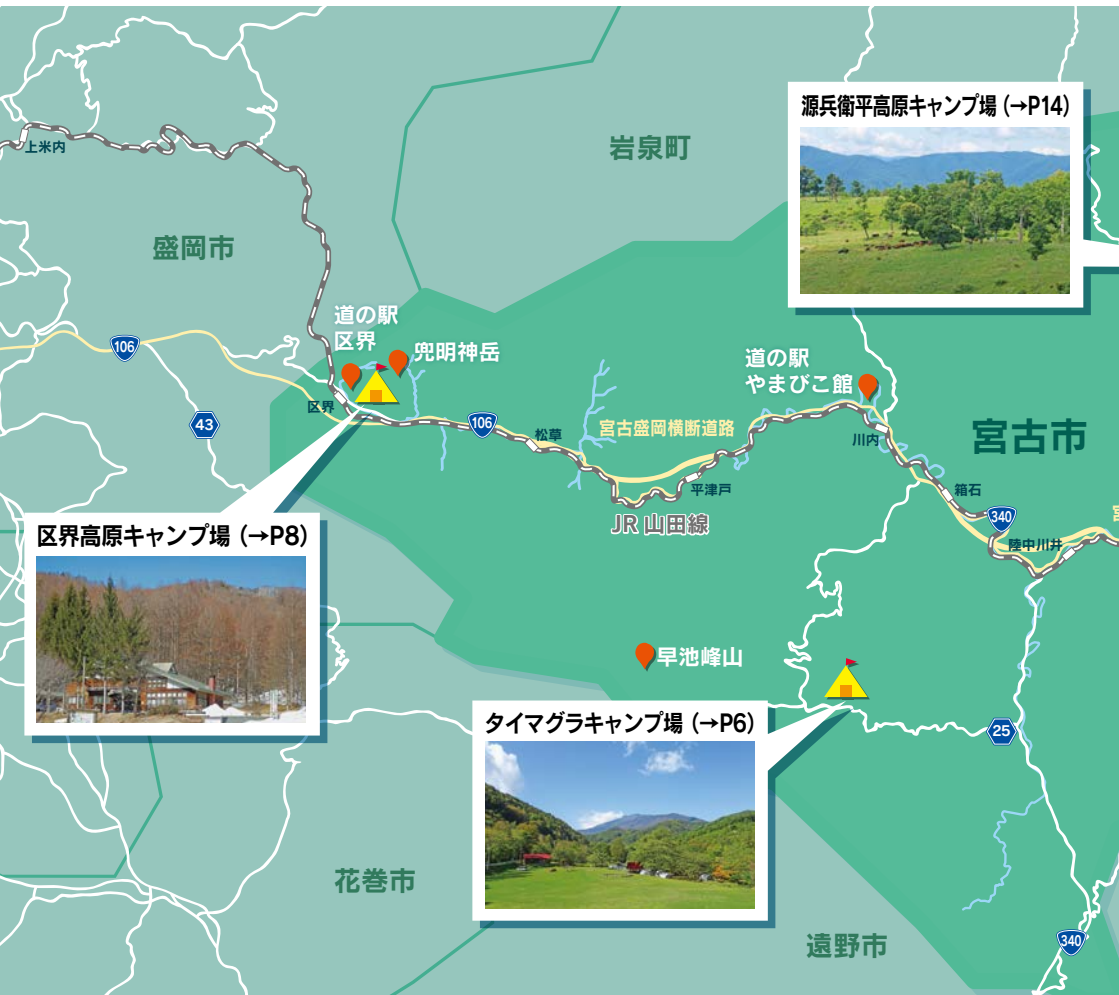 源兵衛平高原キャンプ場 (→P14)
上米内
岩泉町
盛岡市
道の駅
区界
兜明神岳
106
道の駅
やまびこ館
区界
43
106
松草
宮古盛岡横断道路
川内
宮古市
平津戸
箱石
JR 山田線
340
陸中川井
宮
区界高原キャンプ場 (→P8)
早池峰山
タイマグラキャンプ場 (→P6)
25
花巻市
遠野市
340